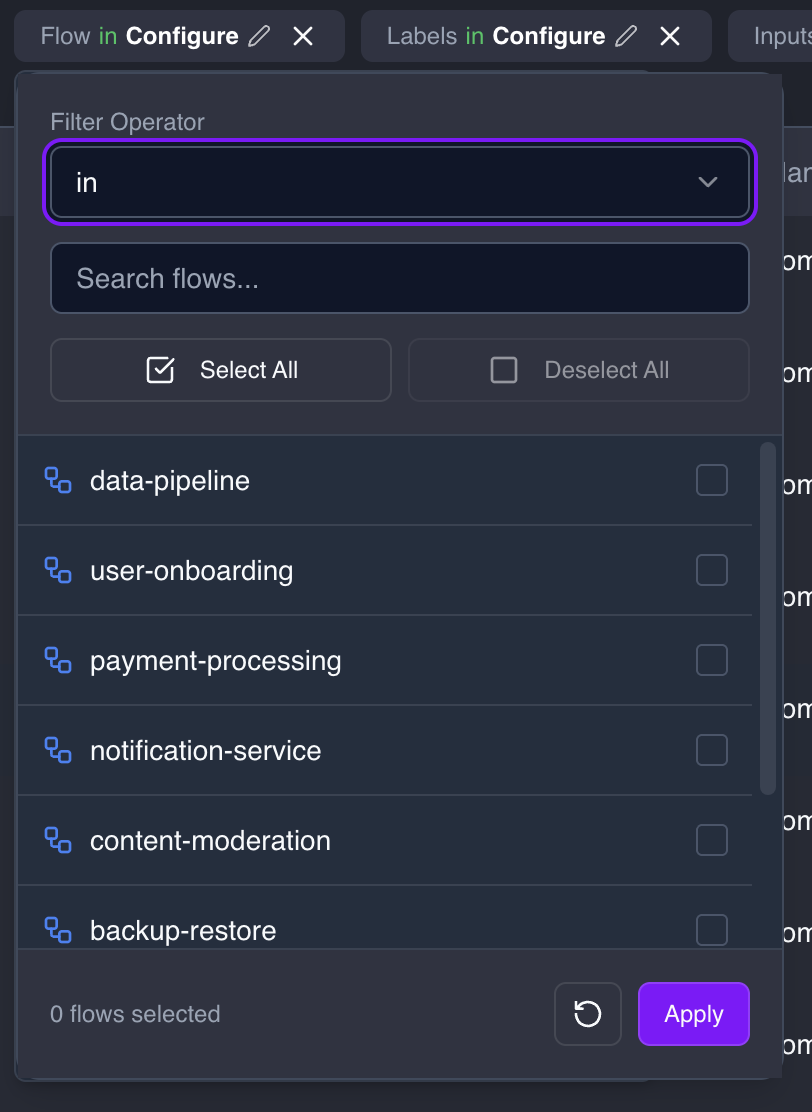 Flow in Configure Labels in Configure Inputs
Filter Operator
in
Search flows...
Select All Deselect All
data-pipeline
user-onboarding
payment-processing
notification-service
content-moderation
backup-restore
0 flows selected Apply